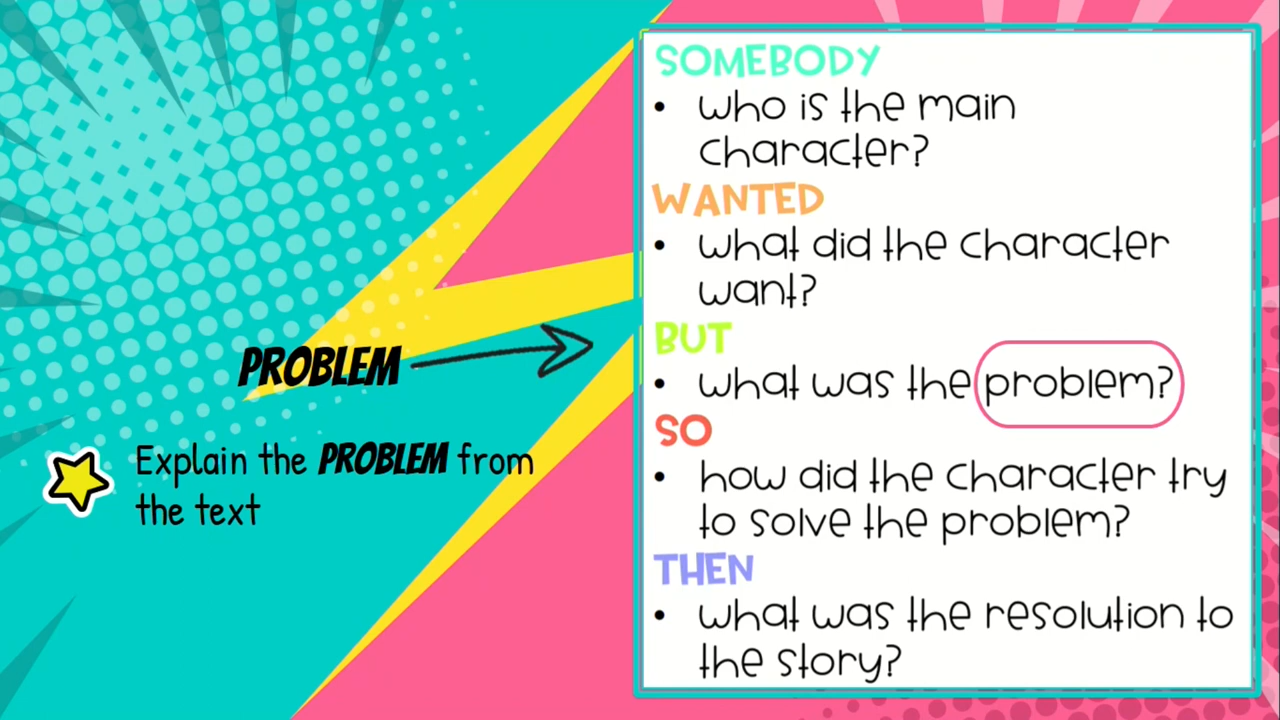 PROBLEM
Explain the PROBLEM from
the text
SOMEBODY
• who is the main
character?
WANTED
• what did the character
want?
BUT
• what was the problem?
SO
• how did the character try
to solve the problem?
THEN
• what was the resolution to
the story?